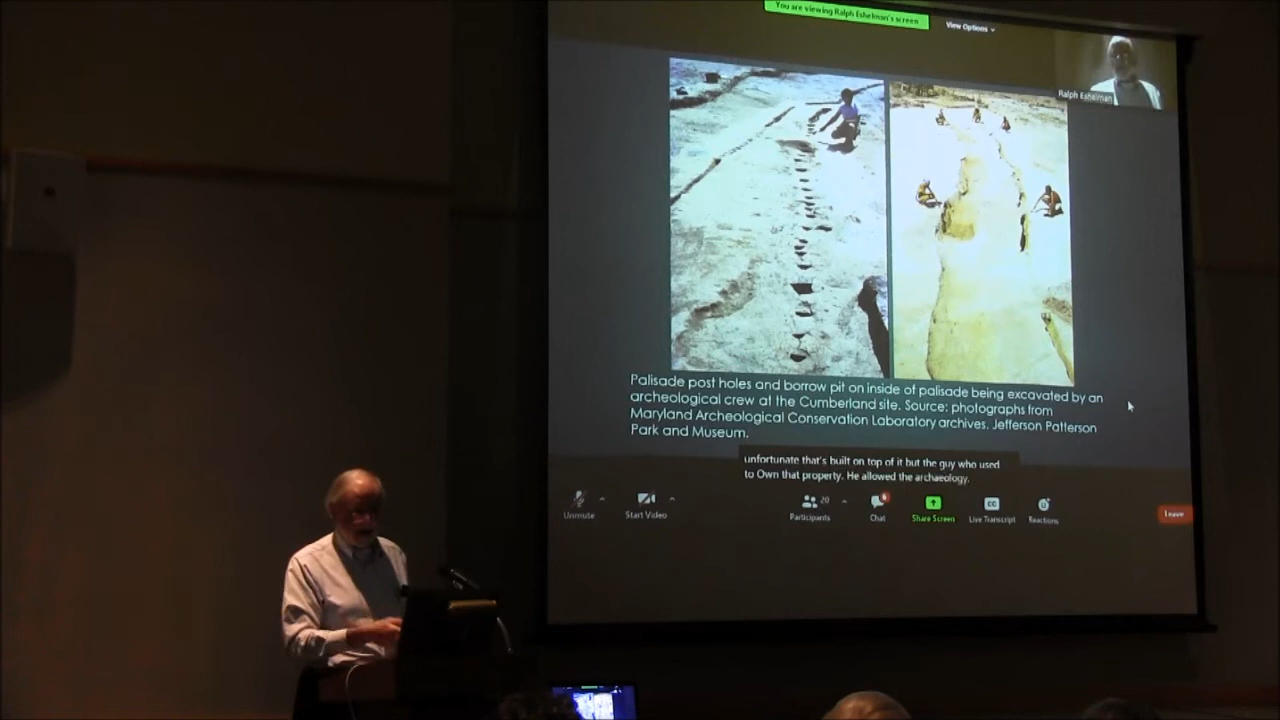 You are viewing Ralph Eshelman's screen
View Options
Ralph Eshelman
Palisade post holes and borrow pit on inside of palisade being excavated by an
archeological crew at the Cumberland site. Source: photographs from
Maryland Archeological Conservation Laboratory archives. Jefferson Patterson
Park and Museum.
unfortunate that's built on top of it but the guy who used
to Own that property. He allowed the archaeology.
Unmute
Start Video
20
Participants
6
Chat
Share Screen
CC
Live Transcript
Reactions
Leave